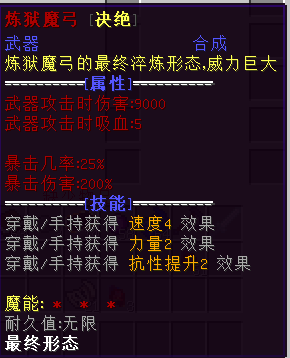 炼狱魔弓 [诀绝]
武器 合成
炼狱魔弓的最终淬炼形态,威力巨大
==========[属性]==========
武器攻击时伤害:9000
武器攻击时吸血:5
暴击几率:25%
暴击伤害:200%
==========[技能]==========
穿戴/手持获得 速度4 效果
穿戴/手持获得 力量2 效果
穿戴/手持获得 抗性提升2 效果
魔能: * * *
耐久值:无限
最终形态